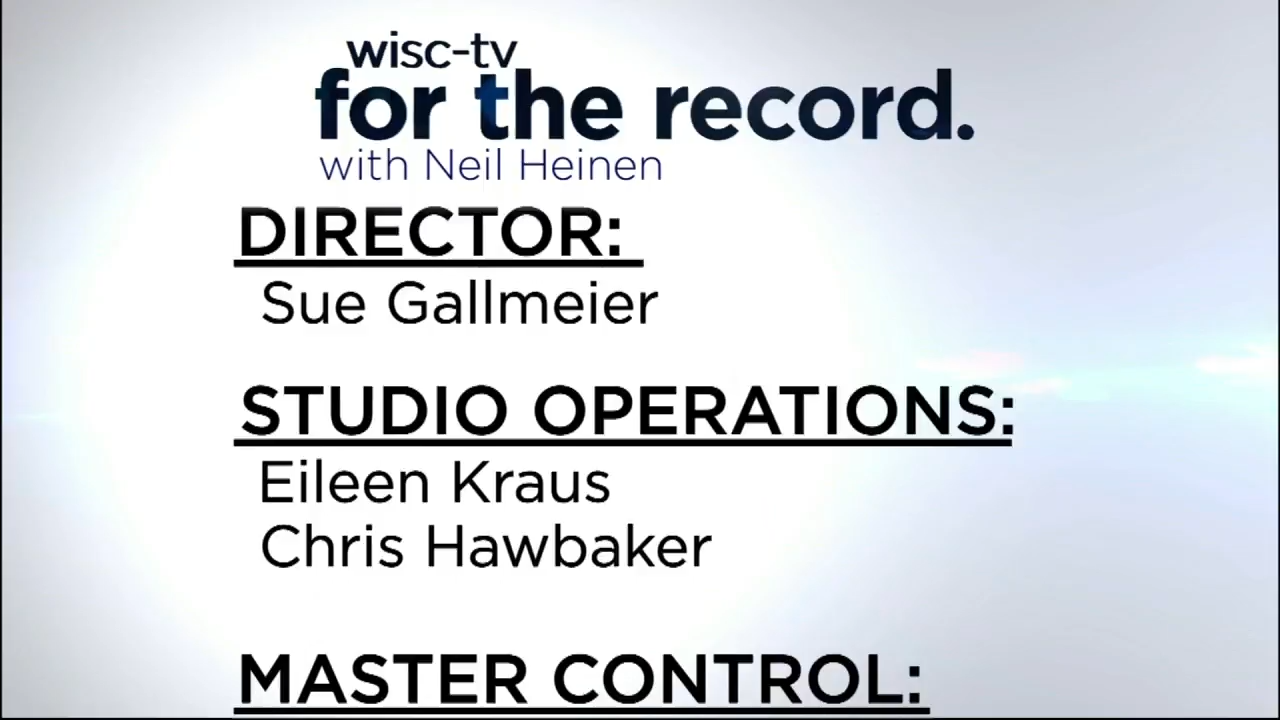 wisc-tv
for the record.
with Neil Heinen
DIRECTOR:
Sue Gallmeier
STUDIO OPERATIONS:
Eileen Kraus
Chris Hawbaker
MASTER CONTROL: